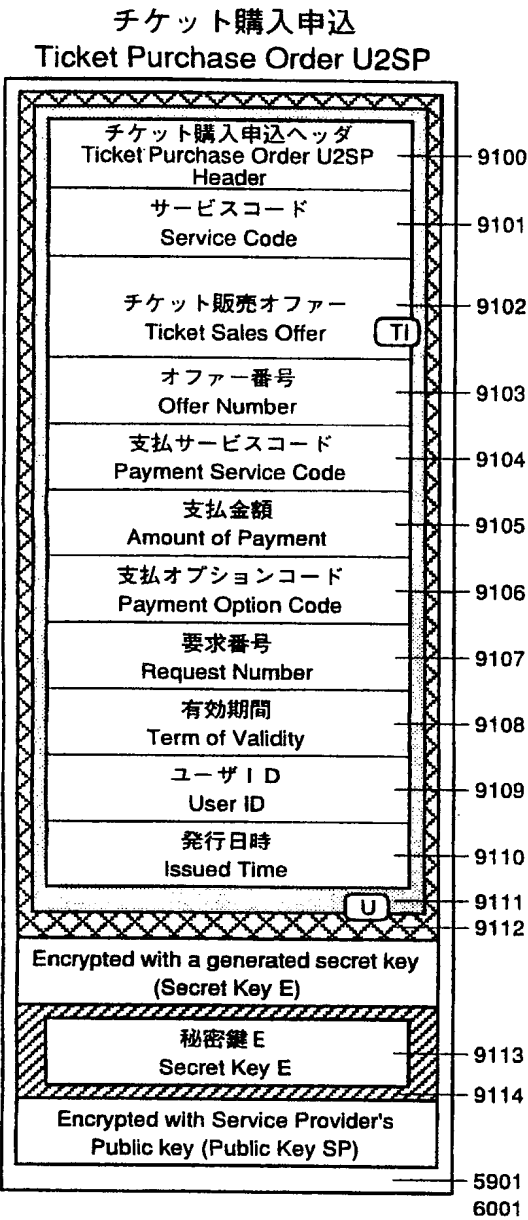 チケット購入申込
Ticket Purchase Order U2SP
チケット購入申込ヘッダ
Ticket Purchase Order U2SP
Header
9100
サービスコード
Service Code
9101
チケット販売オファー
Ticket Sales Offer
TI
9102
オファー番号
Offer Number
9103
支払サービスコード
Payment Service Code
9104
支払金額
Amount of Payment
9105
支払オプションコード
Payment Option Code
9106
要求番号
Request Number
9107
有効期間
Term of Validity
9108
ユーザID
User ID
9109
発行日時
Issued Time
9110
U
9111
9112
Encrypted with a generated secret key
(Secret Key E)
秘密鍵E
Secret Key E
9113
9114
Encrypted with Service Provider's
Public key (Public Key SP)
5901
6001